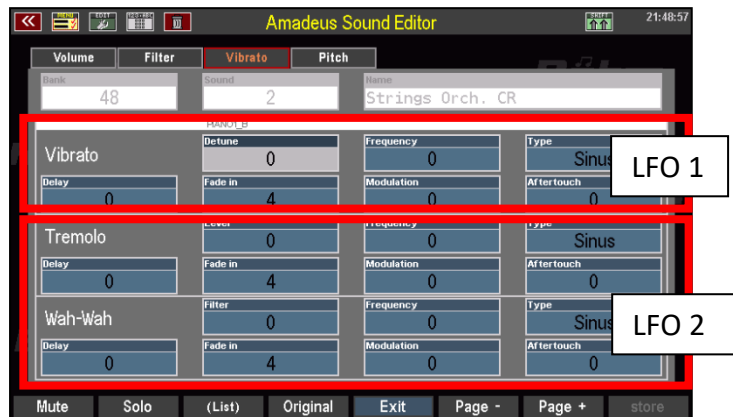 MENU EDIT Amadeus Sound Editor SHIFT 21:48:57
Volume Filter Vibrato Pitch
Bank Sound Name
48 2 Strings Orch. CR
PIANO1_B
Vibrato
Detune Frequency Type
0 0 Sinus
LFO 1
Delay Fade in Modulation Aftertouch
0 4 0 0
Tremolo
Level Frequency Type
0 0 Sinus
Delay Fade in Modulation Aftertouch
0 4 0 0
Wah-Wah
Filter Frequency Type
0 0 Sinus
LFO 2
Delay Fade in Modulation Aftertouch
0 4 0 0
Mute Solo (List) Original Exit Page - Page + store